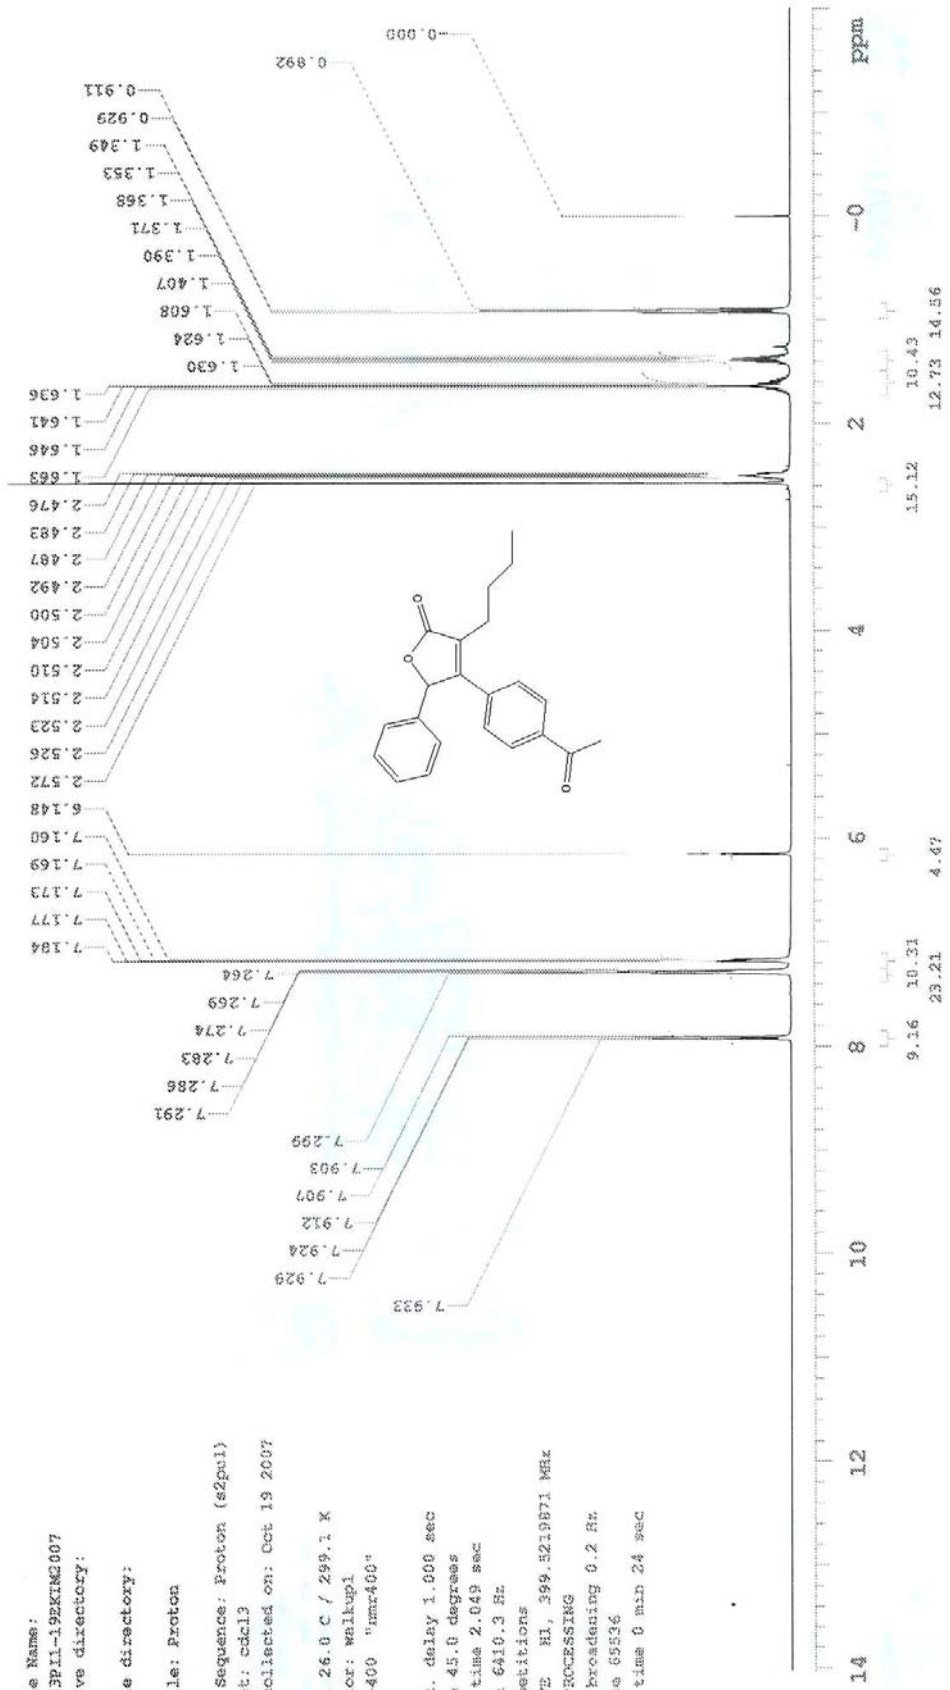 e Name:
3PI1-19EKTM2007
ve directory:
e directory:
le: Proton
Sequence: Proton (s2pul)
t: cdcl3
ollected on: Oct 19 2007
26.0 C / 299.1 K
or: walkup1
-400 "nmr400"
. delay 1.000 sec
45.0 degrees
time 2.049 sec
6410.3 Hz
petitions
E H1, 399.5219871 MHz
ROCESSING
broadening 0.2 Hz
e 65536
time 0 min 24 sec
7.933
7.929
7.924
7.912
7.907
7.903
7.299
7.291
7.286
7.283
7.274
7.269
7.264
7.184
7.177
7.173
7.169
7.160
6.148
2.572
2.526
2.523
2.514
2.510
2.504
2.500
2.492
2.487
2.483
2.476
1.663
1.646
1.641
1.636
1.630
1.624
1.608
1.407
1.390
1.371
1.368
1.353
1.349
0.929
0.911
0.892
0.000
O
O
O
14 12 10 8 6 4 2 -0 ppm
9.16 10.31 15.12 10.43
23.21 4.47 12.73 14.56